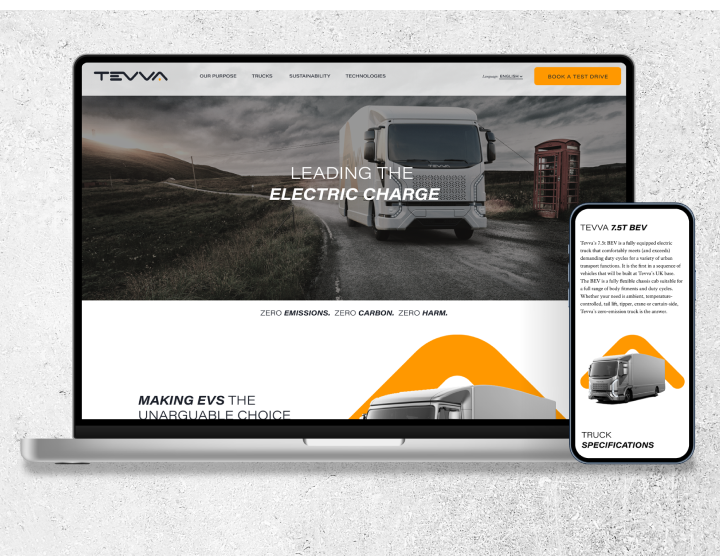 TEVVA
OUR PURPOSE TRUCKS SUSTAINABILITY TECHNOLOGIES
Language ENGLISH
BOOK A TEST DRIVE
LEADING THE
ELECTRIC CHARGE
ZERO EMISSIONS. ZERO CARBON. ZERO HARM.
MAKING EVS THE
UNARGUABLE CHOICE
TEVVA 7.5T BEV
Tevva's 7.5t BEV is a fully equipped electric
truck that comfortably meets (and exceeds)
demanding duty cycles for a variety of urban
transport functions. It is the first in a sequence of
vehicles that will be built at Tevva's UK base.
The BEV is a fully flexible chassis cab suitable for
a full range of body fitments and duty cycles.
Whether your need is ambient, temperature-
controlled, tail lift, tipper, crane or curtain-side,
Tevva's zero-emission truck is the answer.
TRUCK
SPECIFICATIONS